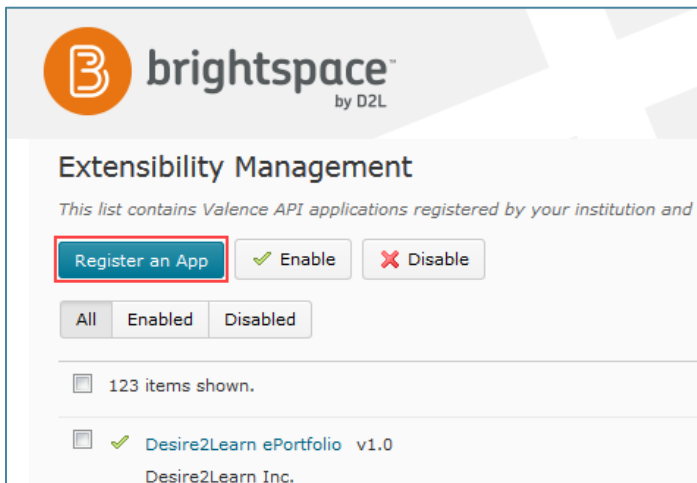 brightspace™
by D2L
Extensibility Management
This list contains Valence API applications registered by your institution and
Register an App Enable Disable
All Enabled Disabled
123 items shown.
Desire2Learn ePortfolio v1.0
Desire2Learn Inc.